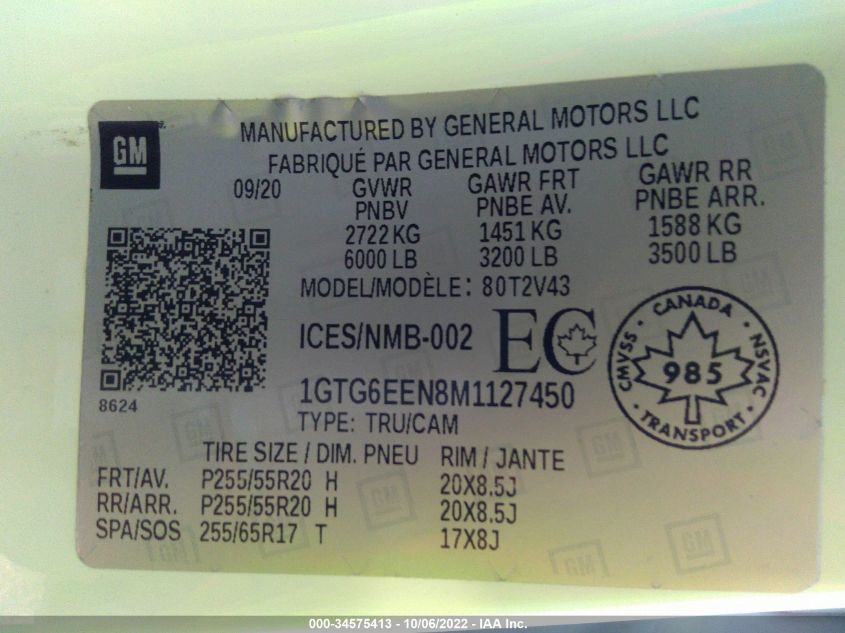 GM
MANUFACTURED BY GENERAL MOTORS LLC
FABRIQUÉ PAR GENERAL MOTORS LLC
09/20 GVWR GAWR FRT GAWR RR
PNBV PNBE AV. PNBE ARR.
2722 KG 1451 KG 1588 KG
6000 LB 3200 LB 3500 LB
MODEL/MODÈLE: 80T2V43
ICES/NMB-002 EC
CANADA
CMVSS 985 NSVAC
TRANSPORT
8624
1GTG6EEN8M1127450
TYPE: TRU/CAM
TIRE SIZE / DIM. PNEU RIM / JANTE
FRT/AV. P255/55R20 H 20X8.5J
RR/ARR. P255/55R20 H 20X8.5J
SPA/SOS 255/65R17 T 17X8J
000-34575413 - 10/06/2022 - IAA Inc.